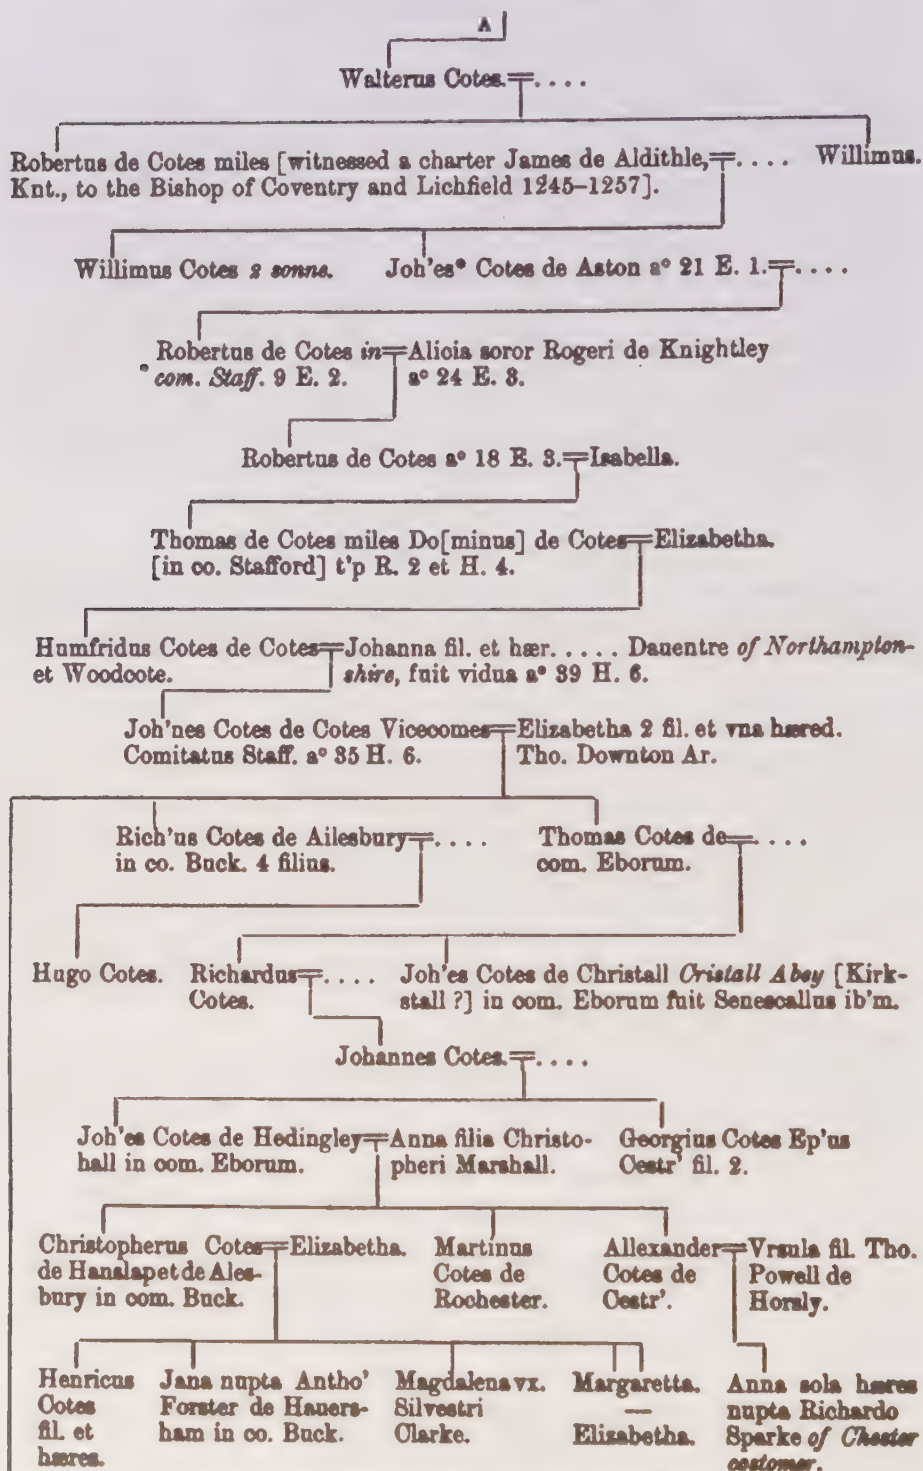 A
Walterus Cotes.=. . . .
Robertus de Cotes miles [witnessed a charter James de Aldithle,=. . . . Willimus.
Knt., to the Bishop of Coventry and Lichfield 1245–1257].
Willimus Cotes 2 sonne. Joh'es* Cotes de Aston a° 21 E. 1.=. . . .
Robertus de Cotes in=Alicia soror Rogeri de Knightley
com. Staff. 9 E. 2. a° 24 E. 3.
Robertus de Cotes a° 18 E. 3.=Isabella.
Thomas de Cotes miles Do[minus] de Cotes=Elizabetha.
[in co. Stafford] t'p R. 2 et H. 4.
Humfridus Cotes de Cotes=Johanna fil. et hær. . . . . Dauentre of Northampton-
et Woodcote. shire, fuit vidua a° 39 H. 6.
Joh'nes Cotes de Cotes Vicecomes=Elizabetha 2 fil. et vna hæred.
Comitatus Staff. a° 35 H. 6. Tho. Downton Ar.
Rich'us Cotes de Ailesbury=. . . . Thomas Cotes de=. . . .
in co. Buck. 4 filius. com. Eborum.
Hugo Cotes. Richardus=. . . . Joh'es Cotes de Christall Cristall Abey [Kirk-
Cotes. stall ?] in com. Eborum fuit Senescallus ib'm.
Johannes Cotes.=. . . .
Joh'es Cotes de Hedingley=Anna filia Christo- Georgius Cotes Ep'us
hall in com. Eborum. pheri Marshall. Cestr' fil. 2.
Christopherus Cotes=Elizabetha. Martinus Allexander=Vrsula fil. Tho.
de Hanslapet de Ales- Cotes de Cotes de Powell de
bury in com. Buck. Rochester. Cestr'. Horsly.
Henricus Jana nupta Antho' Magdalena vx. Margaretta. Anna sola hæres
Cotes Forster de Hauers- Silvestri — nupta Richardo
fil. et ham in co. Buck. Clarke. Elizabetha. Sparke of Chester
hæres. costomer.